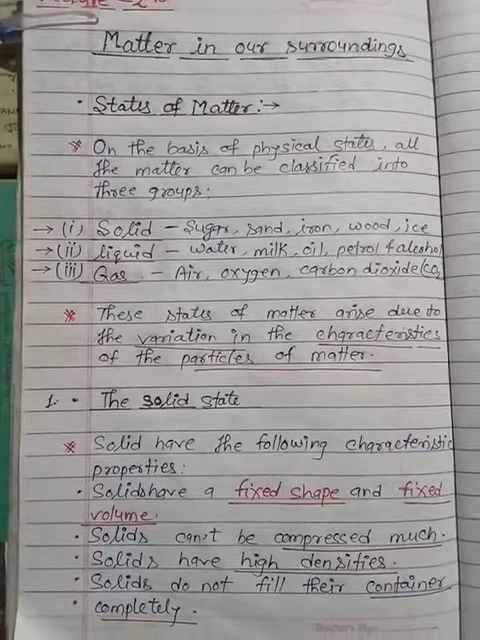 Matter in our surroundings
• States of Matter:→
* On the basis of physical states, all
the matter can be classified into
three groups:
→ (i) Solid – Sugar, sand, iron, wood, ice
→ (ii) liquid – water, milk, oil, petrol & alcohol
→ (iii) Gas – Air, oxygen, carbon dioxide (CO₂
* These states of matter arise due to
the variation in the characteristics
of the particles of matter.
1. • The solid state
* Solid have the following characteristic
properties:
• Solids have a fixed shape and fixed
volume.
• Solids can't be compressed much.
• Solids have high densities.
• Solids do not fill their container
• completely.